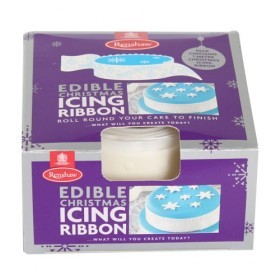 Renshaw
EDIBLE
CHRISTMAS
ICING
RIBBON
ROLL ROUND YOUR CAKE TO FINISH
...WHAT WILL YOU CREATE TODAY?
Renshaw
EDIBLE
CHRISTMAS
ICING
RIBBON
...WHAT WILL YOU CREATE TODAY?